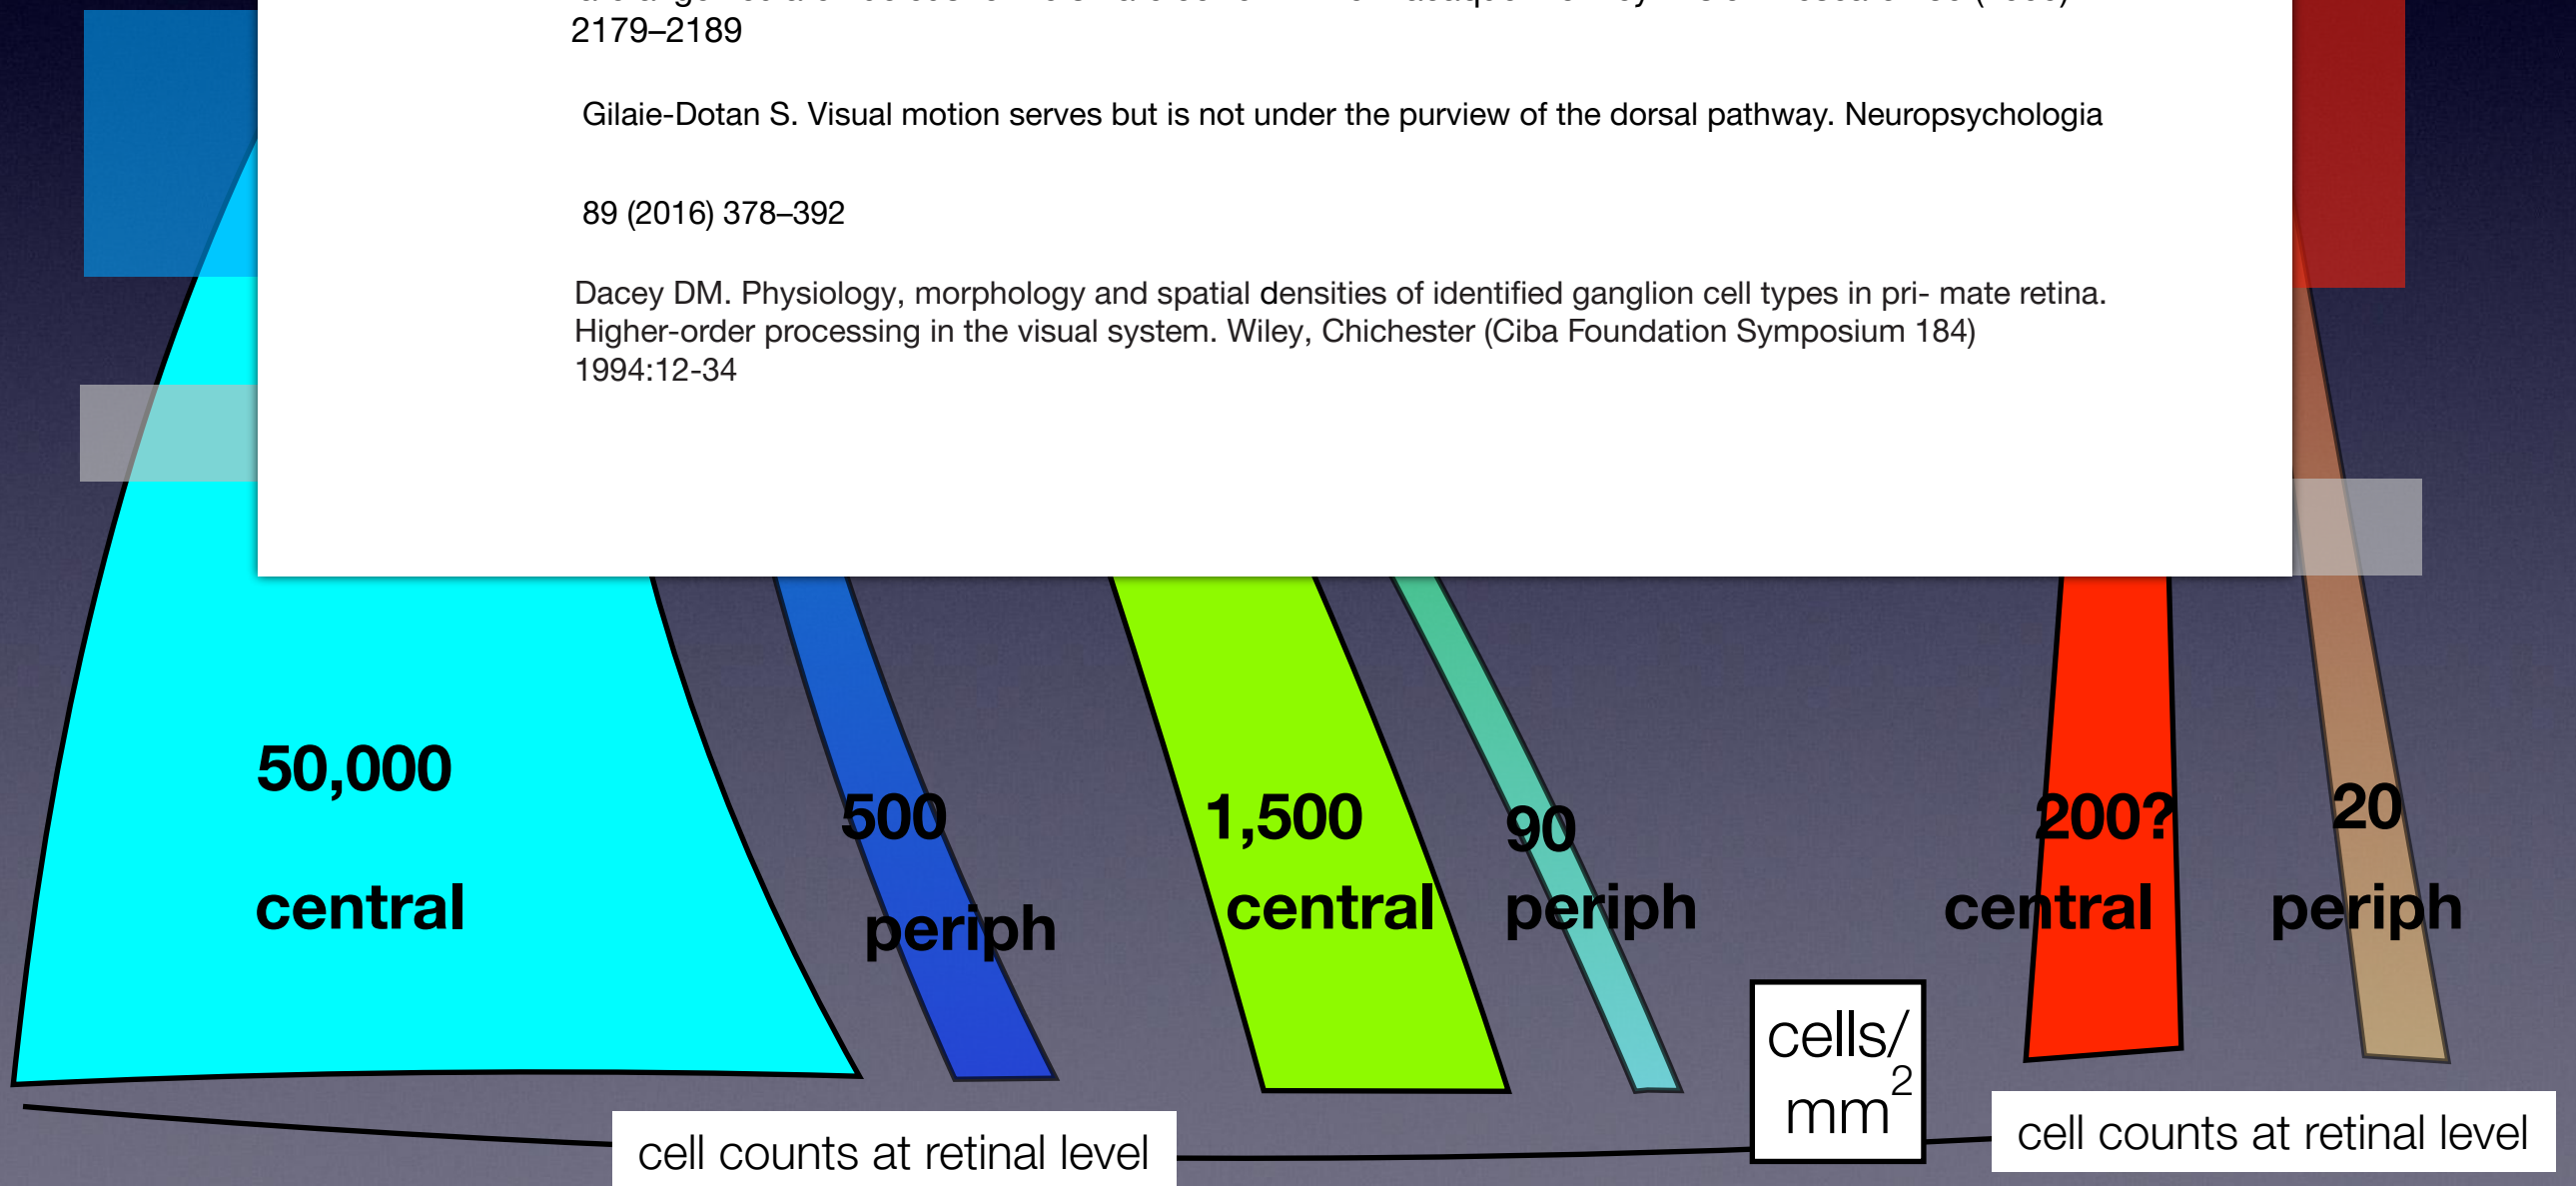 2179–2189
Gilaie-Dotan S. Visual motion serves but is not under the purview of the dorsal pathway. Neuropsychologia
89 (2016) 378–392
Dacey DM. Physiology, morphology and spatial densities of identified ganglion cell types in pri- mate retina.
Higher-order processing in the visual system. Wiley, Chichester (Ciba Foundation Symposium 184)
1994:12-34
50,000
central
500
periph
1,500
central
90
periph
200?
central
20
periph
cells/
mm2
cell counts at retinal level
cell counts at retinal level